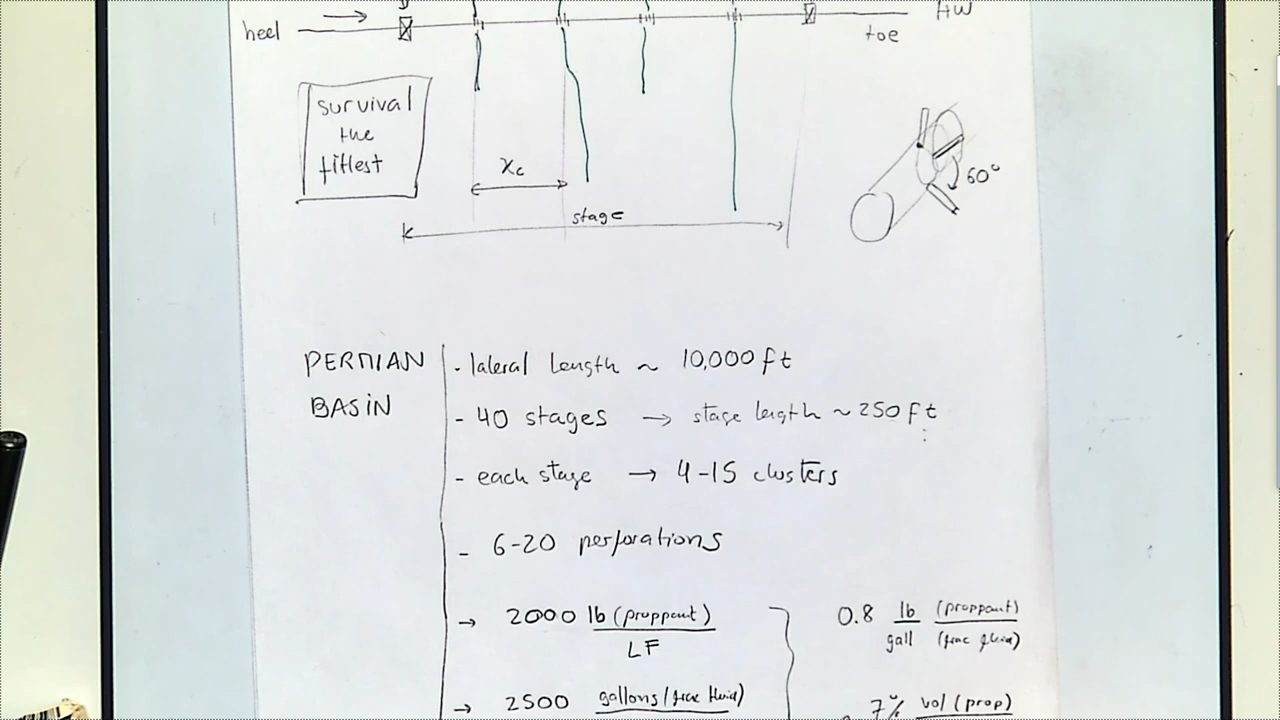 HW
heel
toe
survival
the
fittest
Xc
stage
60°
PERMIAN
BASIN
- lateral length ~ 10,000 ft
- 40 stages → stage length ~ 250 ft
- each stage → 4-15 clusters
- 6-20 perforations
→ 2000 lb (proppant)
LF
0.8 lb (proppant)
gall (frac fluid)
→ 2500 gallons (frac fluid)
~ 7% vol (prop)